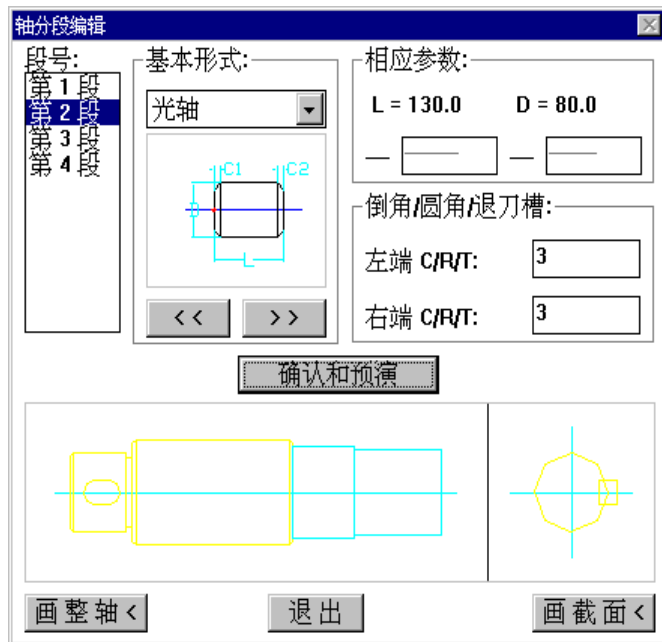 轴分段编辑
段号:
第 1 段
第 2 段
第 3 段
第 4 段
基本形式:
光轴
C1 C2
D
L
<< >>
相应参数:
L = 130.0 D = 80.0
倒角/圆角/退刀槽:
左端 C/R/T: 3
右端 C/R/T: 3
确认和预演
画整轴< 退出 画截面<